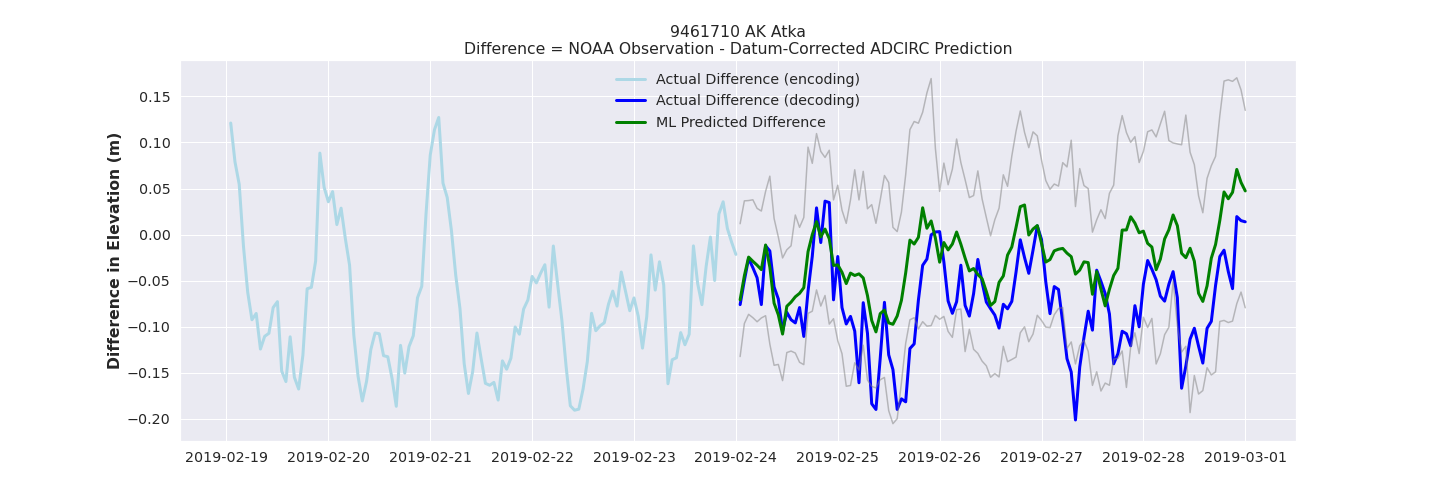 9461710 AK Atka
Difference = NOAA Observation - Datum-Corrected ADCIRC Prediction
Actual Difference (encoding)
Actual Difference (decoding)
ML Predicted Difference
Difference in Elevation (m)
0.15
0.10
0.05
0.00
−0.05
−0.10
−0.15
−0.20
2019-02-19 2019-02-20 2019-02-21 2019-02-22 2019-02-23 2019-02-24 2019-02-25 2019-02-26 2019-02-27 2019-02-28 2019-03-01